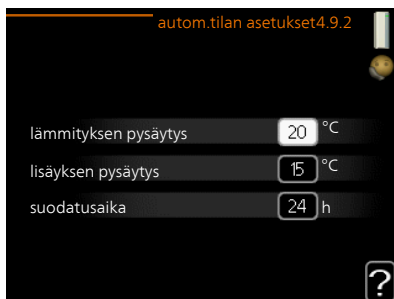 autom.tilan asetukset4.9.2
lämmityksen pysäytys 20 °C
lisäyksen pysäytys 15 °C
suodatusaika 24 h
?